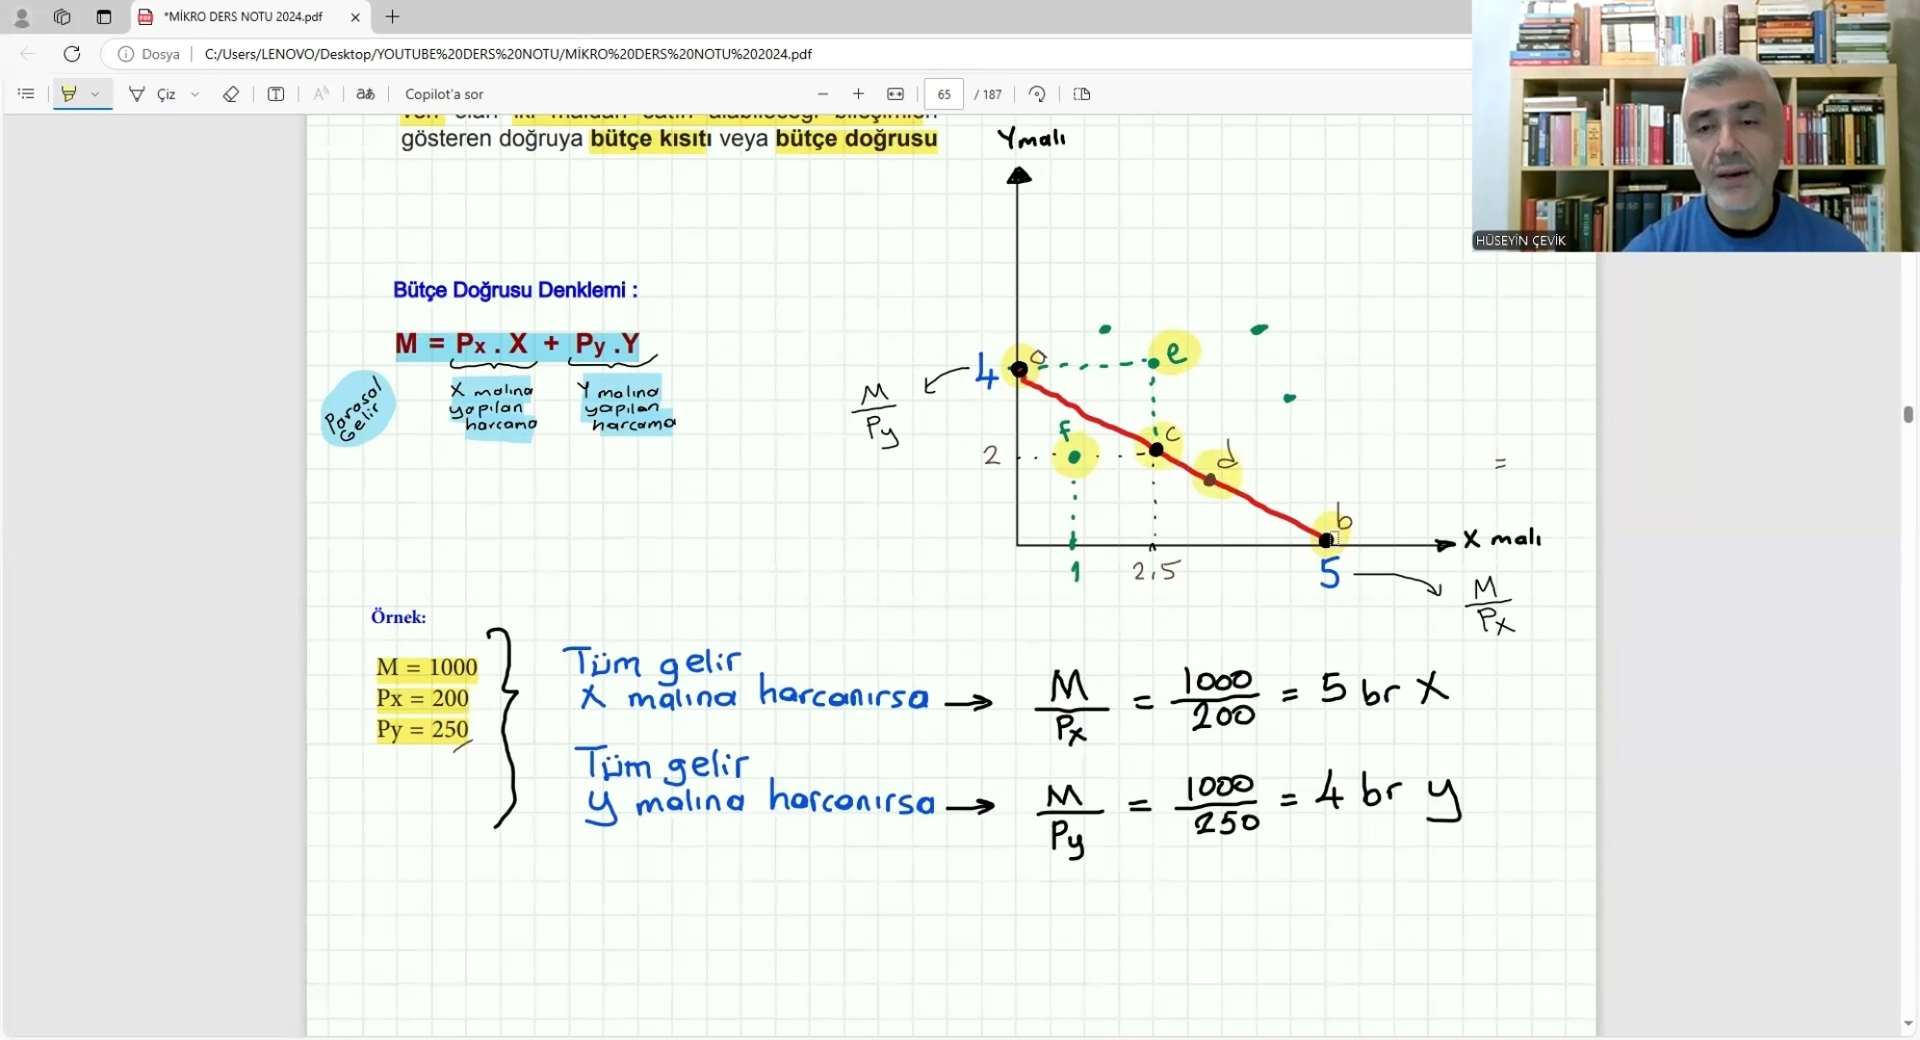 *MİKRO DERS NOTU 2024.pdf
Dosya
C:/Users/LENOVO/Desktop/YOUTUBE%20DERS%20NOTU/MİKRO%20DERS%20NOTU%202024.pdf
Çiz
aあ
Copilot'a sor
65 / 187
HÜSEYİN ÇEVİK
gösteren doğruya bütçe kısıtı veya bütçe doğrusu
Y malı
Bütçe Doğrusu Denklemi :
M = Px . X + Py .Y
Parasal
Gelir
X malına
yapılan
harcama
Y malına
yapılan
harcama
M/Py
4
a
e
f
c
2
d
b
X malı
=
1
2,5
5
M/Px
Örnek:
M = 1000
Px = 200
Py = 250
Tüm gelir
X malına harcanırsa → M/Px = 1000/200 = 5 br X
Tüm gelir
y malına harcanırsa → M/Py = 1000/250 = 4 br y